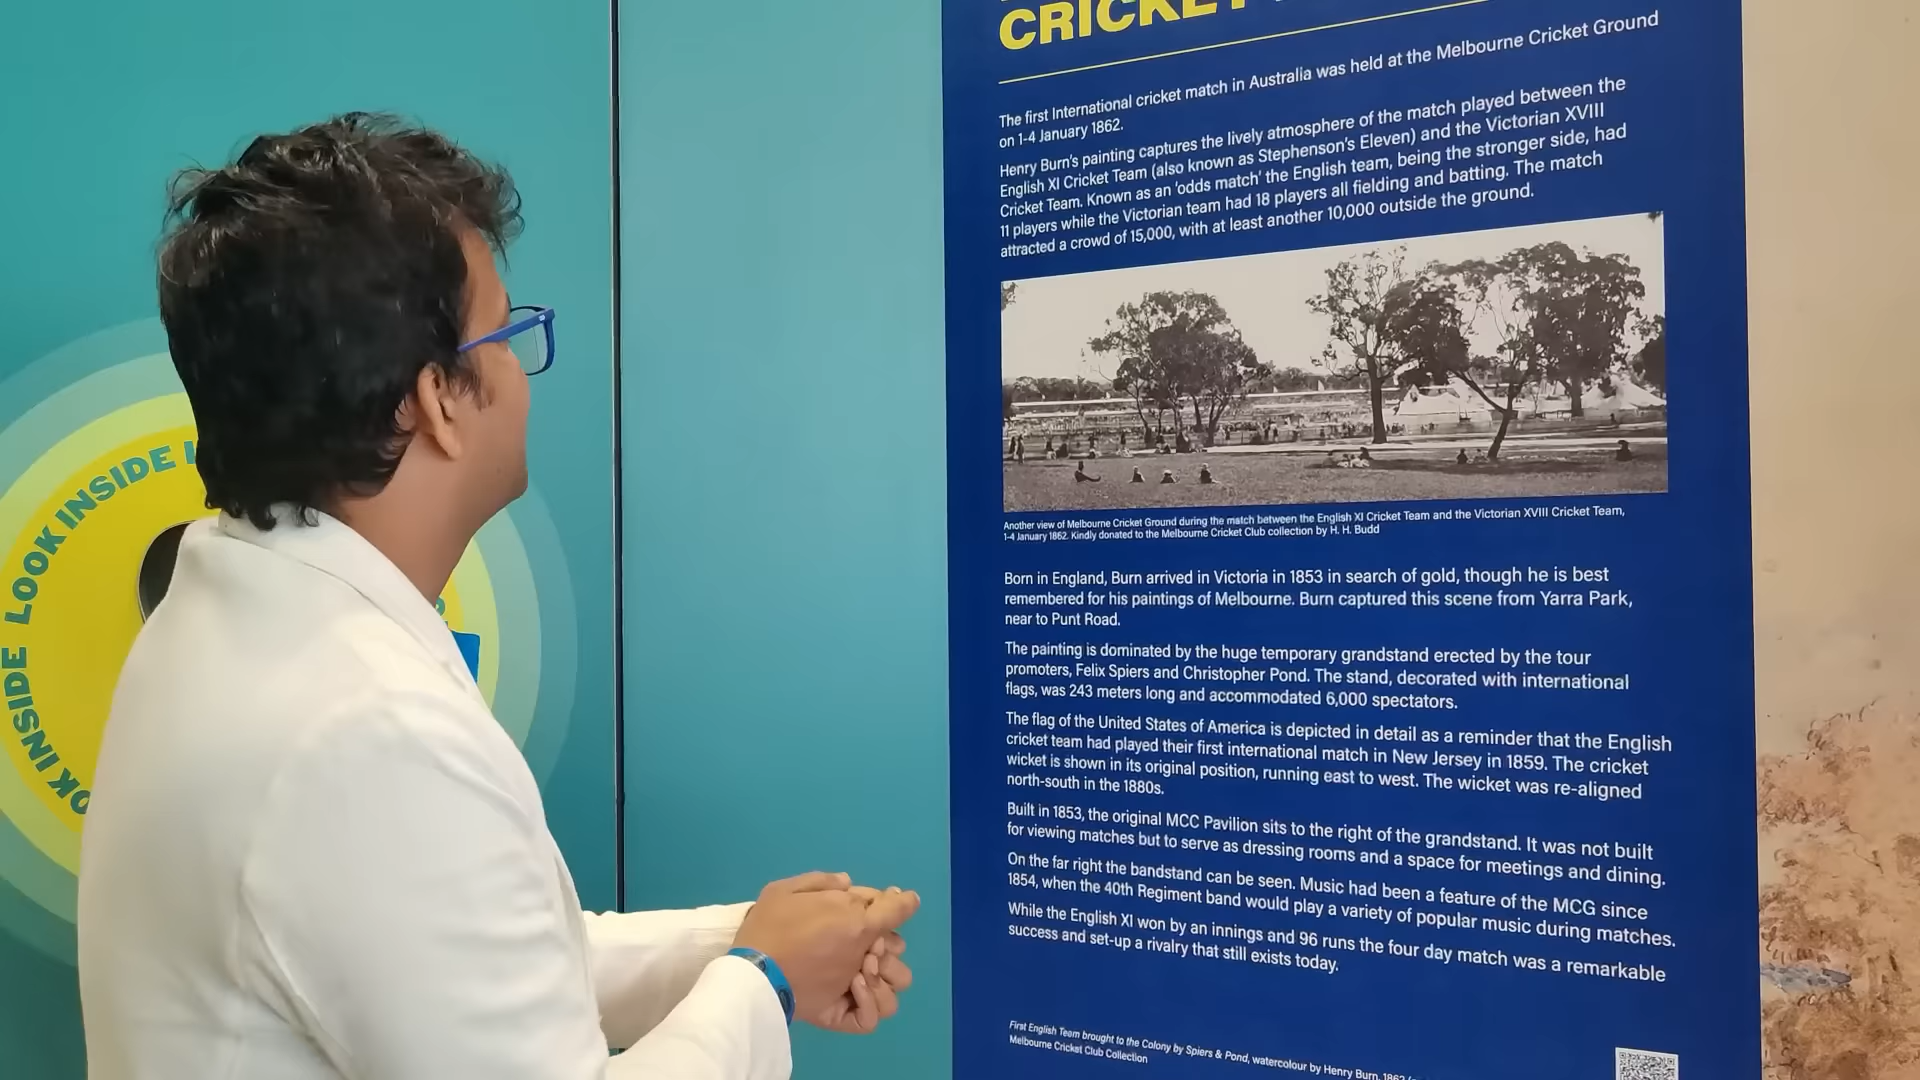 CRICKET
The first International cricket match in Australia was held at the Melbourne Cricket Ground
on 1-4 January 1862.
Henry Burn's painting captures the lively atmosphere of the match played between the
English XI Cricket Team (also known as Stephenson's Eleven) and the Victorian XVIII
Cricket Team. Known as an 'odds match' the English team, being the stronger side, had
11 players while the Victorian team had 18 players all fielding and batting. The match
attracted a crowd of 15,000, with at least another 10,000 outside the ground.
Another view of Melbourne Cricket Ground during the match between the English XI Cricket Team and the Victorian XVIII Cricket Team,
1-4 January 1862. Kindly donated to the Melbourne Cricket Club collection by H. H. Budd
Born in England, Burn arrived in Victoria in 1853 in search of gold, though he is best
remembered for his paintings of Melbourne. Burn captured this scene from Yarra Park,
near to Punt Road.
The painting is dominated by the huge temporary grandstand erected by the tour
promoters, Felix Spiers and Christopher Pond. The stand, decorated with international
flags, was 243 meters long and accommodated 6,000 spectators.
The flag of the United States of America is depicted in detail as a reminder that the English
cricket team had played their first international match in New Jersey in 1859. The cricket
wicket is shown in its original position, running east to west. The wicket was re-aligned
north-south in the 1880s.
Built in 1853, the original MCC Pavilion sits to the right of the grandstand. It was not built
for viewing matches but to serve as dressing rooms and a space for meetings and dining.
On the far right the bandstand can be seen. Music had been a feature of the MCG since
1854, when the 40th Regiment band would play a variety of popular music during matches.
While the English XI won by an innings and 96 runs the four day match was a remarkable
success and set-up a rivalry that still exists today.
First English Team brought to the Colony by Spiers & Pond, watercolour by Henry Burn, 1862
Melbourne Cricket Club Collection
LOOK INSIDE
LOOK INSIDE